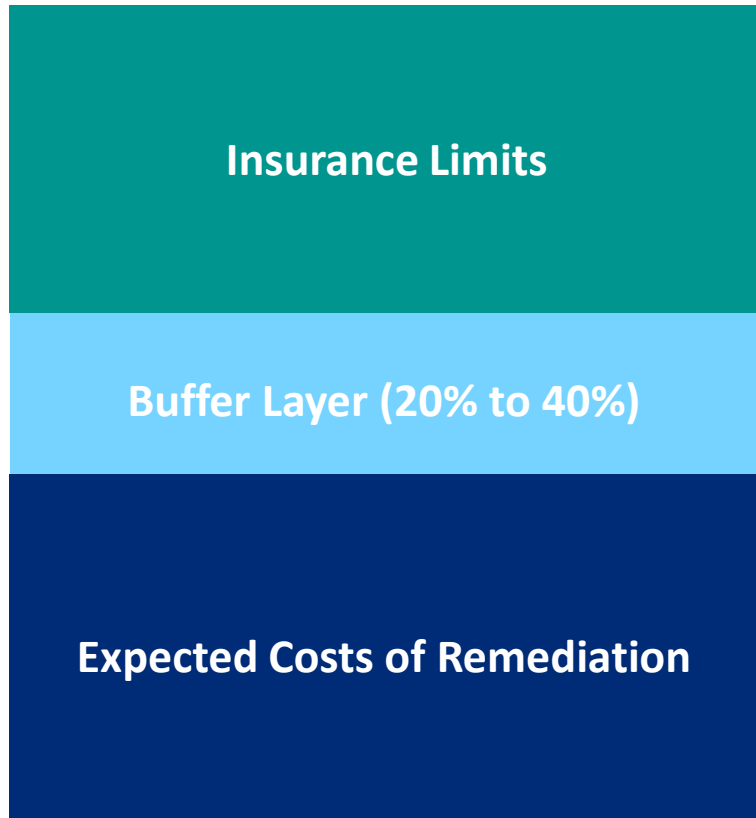 Insurance Limits
Buffer Layer (20% to 40%)
Expected Costs of Remediation